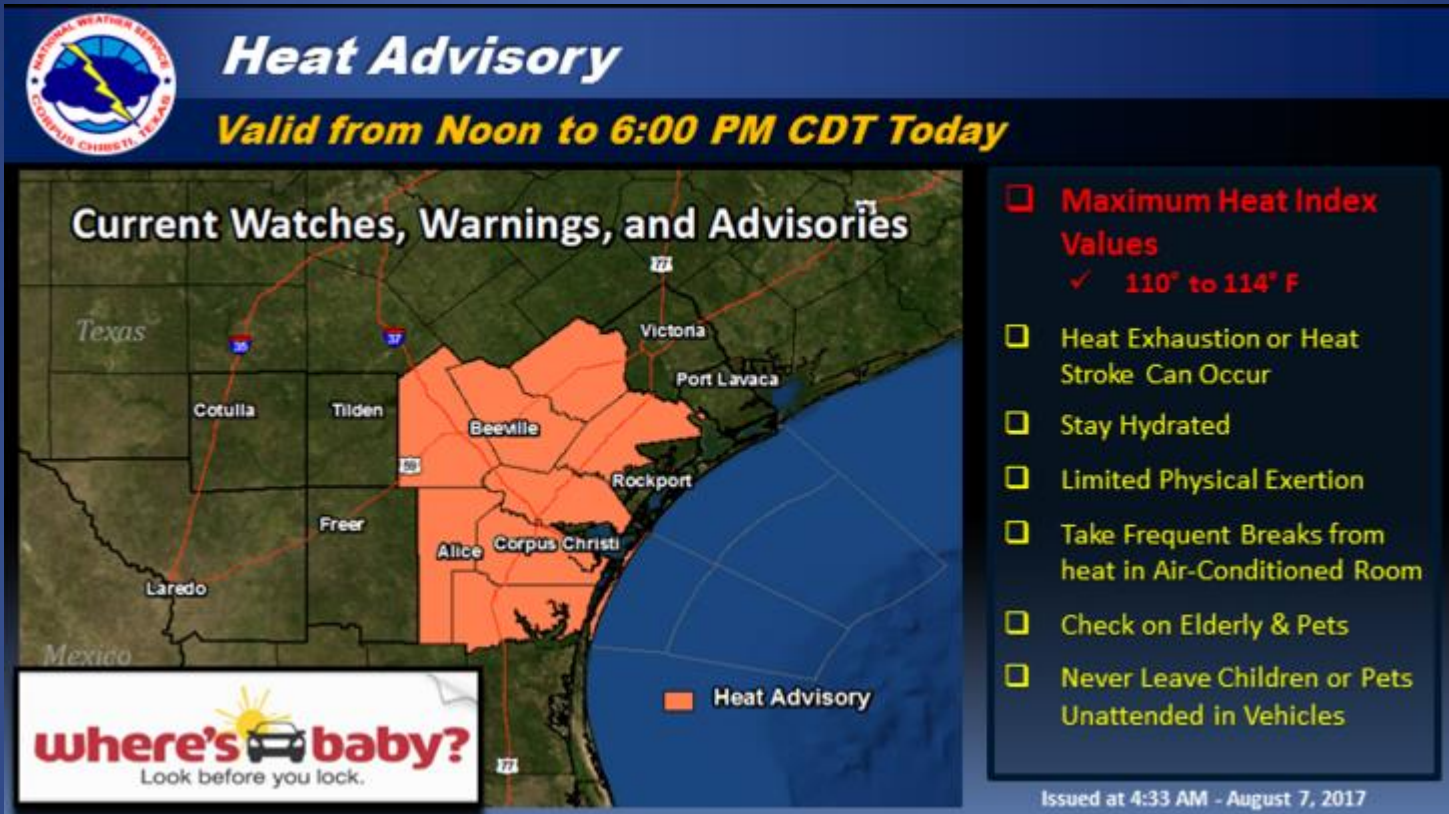 NATIONAL WEATHER SERVICE
CORPUS CHRISTI, TEXAS
Heat Advisory
Valid from Noon to 6:00 PM CDT Today
Current Watches, Warnings, and Advisories
77
Texas
35
37
Victoria
Port Lavaca
Cotulla
Tilden
Beeville
59
Rockport
Freer
Alice
Corpus Christi
Laredo
Mexico
Heat Advisory
77
where's baby?
Look before you lock.
Maximum Heat Index
Values
✓ 110° to 114° F
Heat Exhaustion or Heat
Stroke Can Occur
Stay Hydrated
Limited Physical Exertion
Take Frequent Breaks from
heat in Air-Conditioned Room
Check on Elderly & Pets
Never Leave Children or Pets
Unattended in Vehicles
Issued at 4:33 AM - August 7, 2017